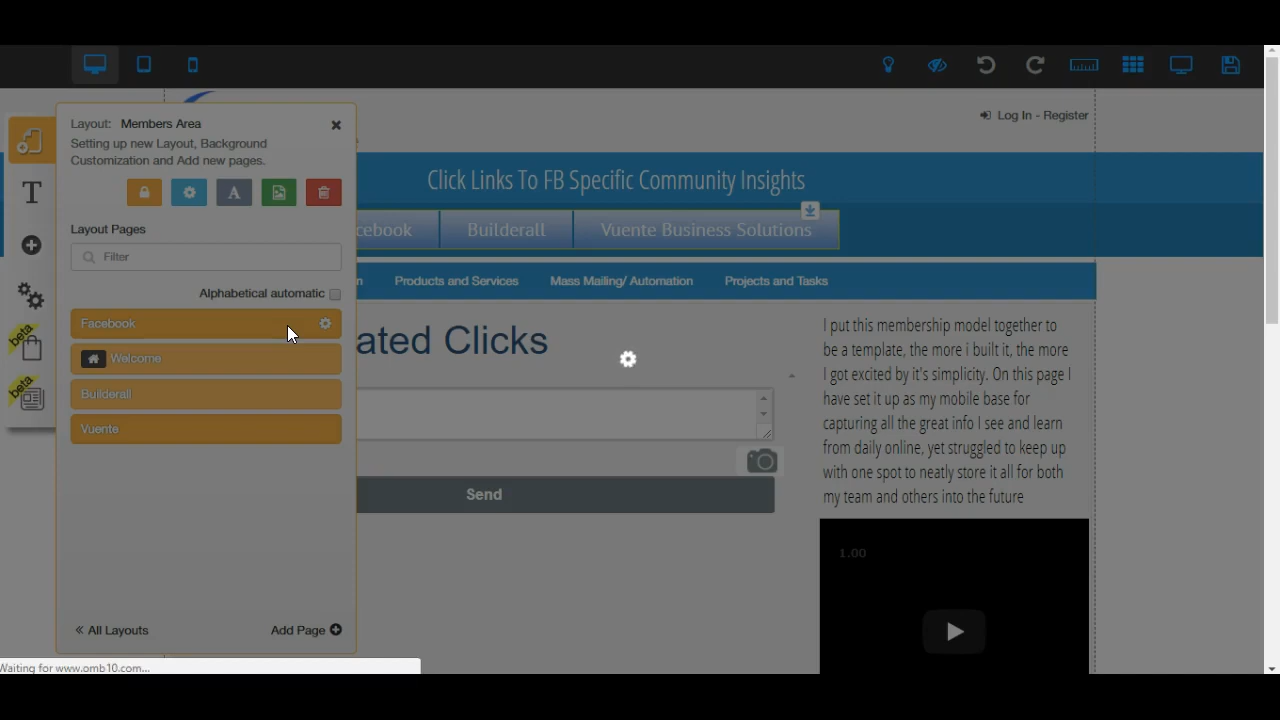 Log In - Register
Layout: Members Area
Setting up new Layout, Background
Customization and Add new pages.
Layout Pages
Filter
Alphabetical automatic
Facebook
Welcome
Builderall
Vuente
All Layouts
Add Page
beta
beta
Click Links To FB Specific Community Insights
cebook
Builderall
Vuente Business Solutions
n
Products and Services
Mass Mailing/ Automation
Projects and Tasks
ated Clicks
Send
I put this membership model together to
be a template, the more i built it, the more
I got excited by it's simplicity. On this page I
have set it up as my mobile base for
capturing all the great info I see and learn
from daily online, yet struggled to keep up
with one spot to neatly store it all for both
my team and others into the future
1.00
Waiting for www.omb10.com...